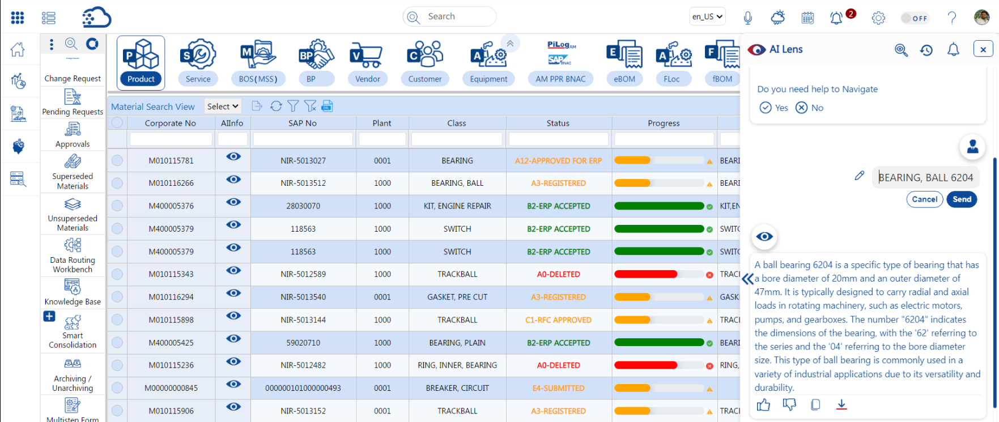 Search
en_US
2
OFF
Change Request
Pending Requests
Approvals
Superseded
Materials
Unsuperseded
Materials
Data Routing
Workbench
Knowledge Base
Smart
Consolidation
Archiving /
Unarchiving
Multistep Form
P
Product
S
Service
M
BOS(MSS)
BP
BP
V
Vendor
C
Customer
A
Equipment
PiLog AM
SAP BNAC
AM PPR BNAC
E
eBOM
A
FLoc
F
fBOM
Material Search View Select
Corporate No AIInfo SAP No Plant Class Status Progress
M010115781 NIR-5013027 0001 BEARING A12-APPROVED FOR ERP BEARI
M010116266 NIR-5013512 1000 BEARING, BALL A3-REGISTERED BEARI
M400005376 28030070 1000 KIT, ENGINE REPAIR B2-ERP ACCEPTED KIT,EN
M400005379 118563 1000 SWITCH B2-ERP ACCEPTED SWITC
M400005379 118563 1000 SWITCH B2-ERP ACCEPTED SWITC
M010115343 NIR-5012589 1000 TRACKBALL A0-DELETED TRAC
M010116294 NIR-5013540 0001 GASKET, PRE CUT A3-REGISTERED GASK
M010115898 NIR-5013144 1000 TRACKBALL C1-RFC APPROVED TRACI
M400005425 59020710 1000 BEARING, PLAIN B2-ERP ACCEPTED BEARI
M010115236 NIR-5012482 1000 RING, INNER, BEARING A0-DELETED RING,
M00000000845 000000101000000493 0001 BREAKER, CIRCUIT E4-SUBMITTED
M010115906 NIR-5013152 0001 TRACKBALL A3-REGISTERED TRACI
AI Lens
Do you need help to Navigate
Yes No
BEARING, BALL 6204
Cancel Send
A ball bearing 6204 is a specific type of bearing that has
a bore diameter of 20mm and an outer diameter of
47mm. It is typically designed to carry radial and axial
loads in rotating machinery, such as electric motors,
pumps, and gearboxes. The number "6204" indicates
the dimensions of the bearing, with the '62' referring to
the series and the '04' referring to the bore diameter
size. This type of ball bearing is commonly used in a
variety of industrial applications due to its versatility and
durability.